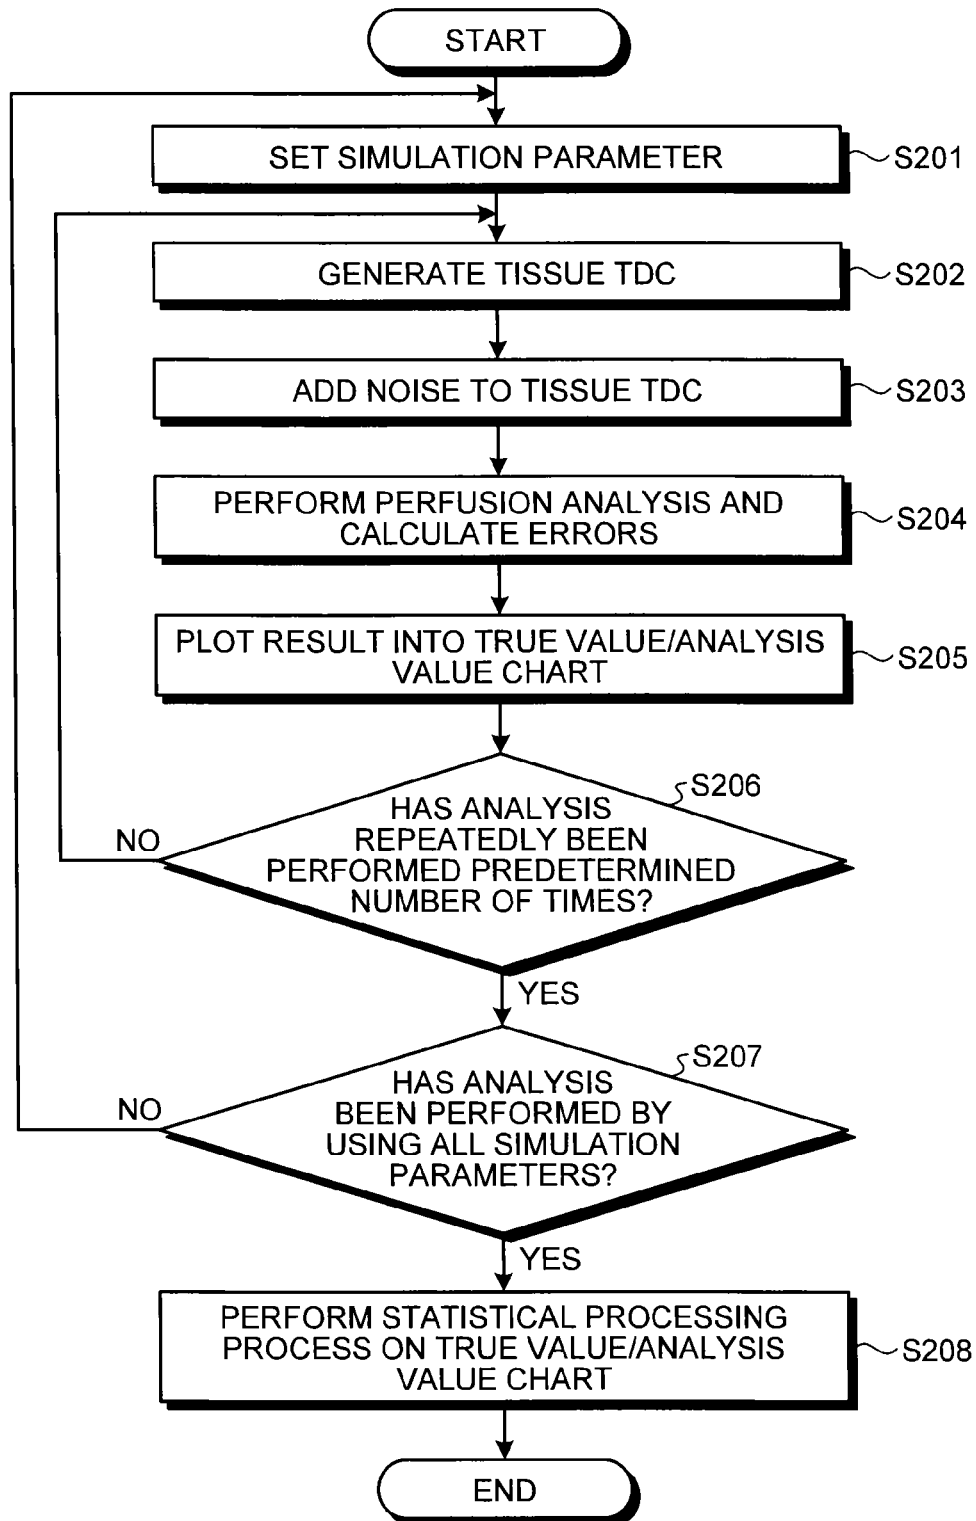 START
SET SIMULATION PARAMETER
S201
GENERATE TISSUE TDC
S202
ADD NOISE TO TISSUE TDC
S203
PERFORM PERFUSION ANALYSIS AND
CALCULATE ERRORS
S204
PLOT RESULT INTO TRUE VALUE/ANALYSIS
VALUE CHART
S205
S206
HAS ANALYSIS
REPEATEDLY BEEN
PERFORMED PREDETERMINED
NUMBER OF TIMES?
NO
YES
S207
HAS ANALYSIS
BEEN PERFORMED BY
USING ALL SIMULATION
PARAMETERS?
NO
YES
PERFORM STATISTICAL PROCESSING
PROCESS ON TRUE VALUE/ANALYSIS
VALUE CHART
S208
END